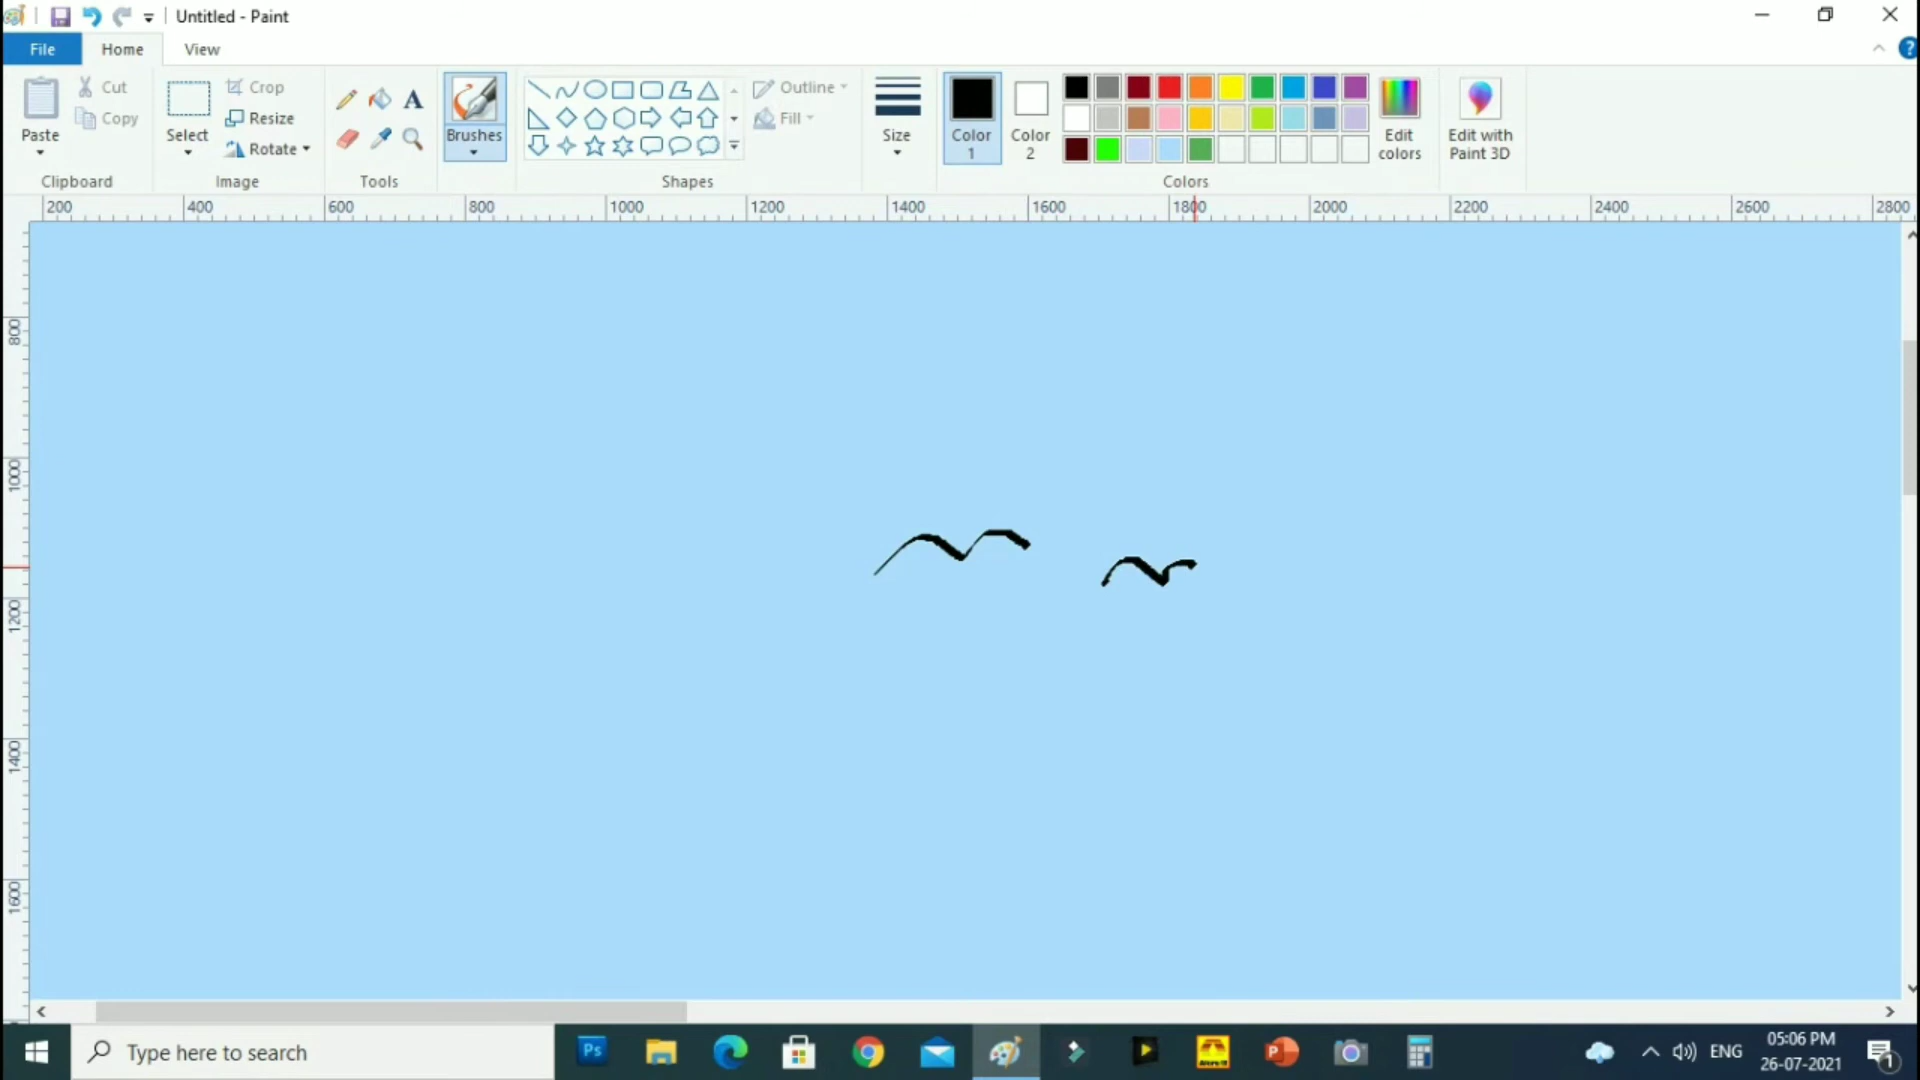 Untitled - Paint
File Home View
Paste
Cut
Copy
Clipboard
Select
Crop
Resize
Rotate
Image
A
Tools
Brushes
Outline
Fill
Shapes
Size
Color 1
Color 2
Edit colors
Edit with Paint 3D
Colors
200 400 600 800 1000 1200 1400 1600 1800 2000 2200 2400 2600 2800
800
1000
1200
1400
1600
Type here to search
Ps
P
ENG
05:06 PM
26-07-2021
1